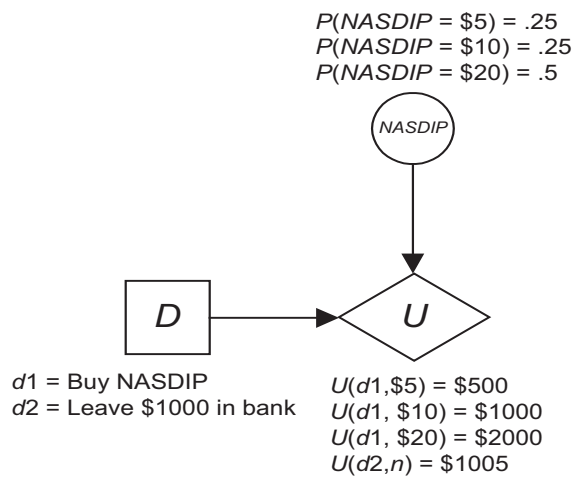 P(NASDIP = $5) = .25
P(NASDIP = $10) = .25
P(NASDIP = $20) = .5
NASDIP
D
U
d1 = Buy NASDIP
d2 = Leave $1000 in bank
U(d1,$5) = $500
U(d1, $10) = $1000
U(d1, $20) = $2000
U(d2,n) = $1005